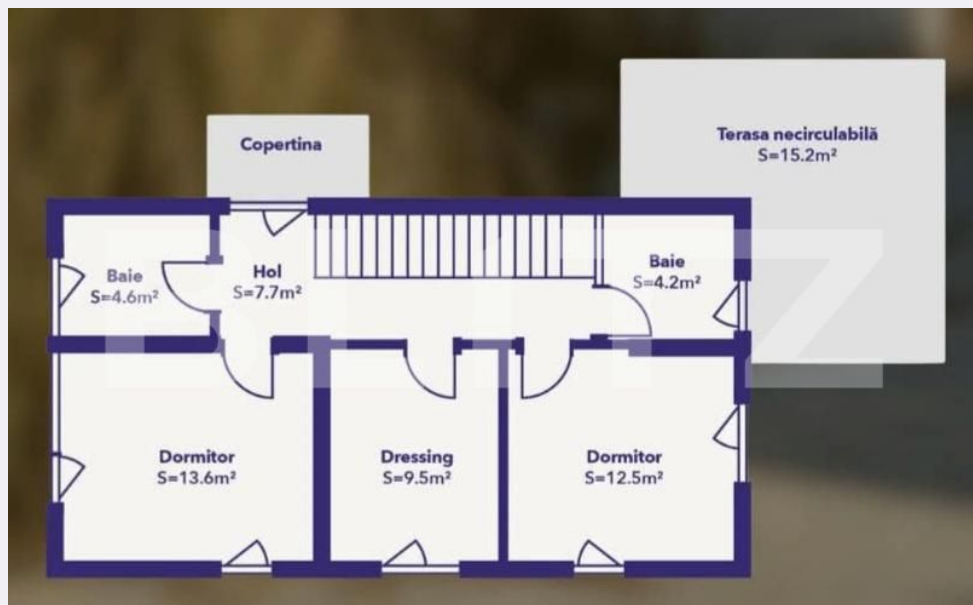 Copertina
Terasa necirculabilă
S=15.2m²
Baie
S=4.6m²
Hol
S=7.7m²
Baie
S=4.2m²
BLITZ
Dormitor
S=13.6m²
Dressing
S=9.5m²
Dormitor
S=12.5m²